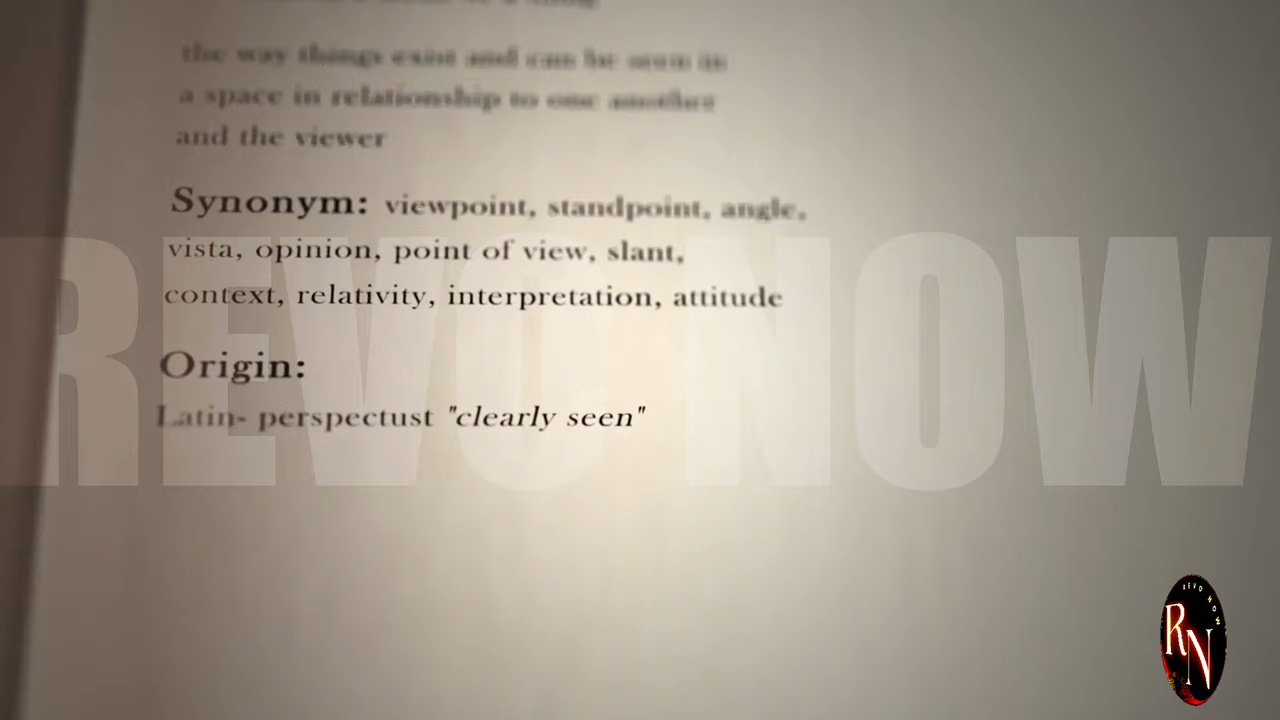 the way things exist and can be seen in
a space in relationship to one another
and the viewer
Synonym: viewpoint, standpoint, angle,
vista, opinion, point of view, slant,
context, relativity, interpretation, attitude
Origin:
Latin- perspectust "clearly seen"
REVO NOW
REVO NOW
RN